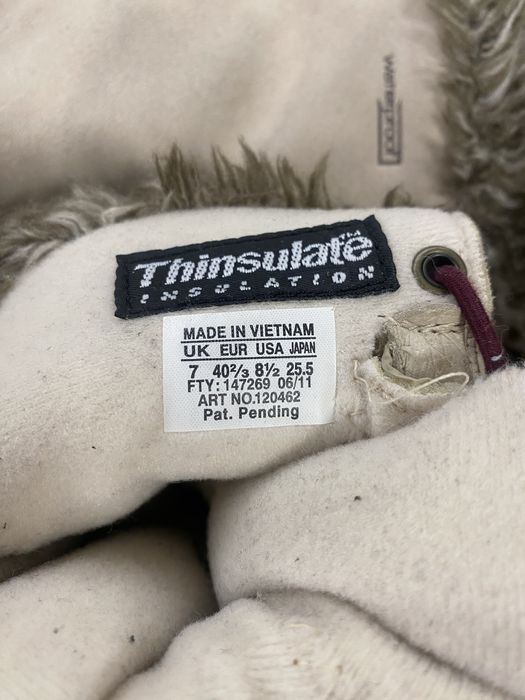 waterproof
Thinsulate™
INSULATION
MADE IN VIETNAM
UK EUR USA JAPAN
7 40²/₃ 8½ 25.5
FTY: 147269 06/11
ART NO.120462
Pat. Pending